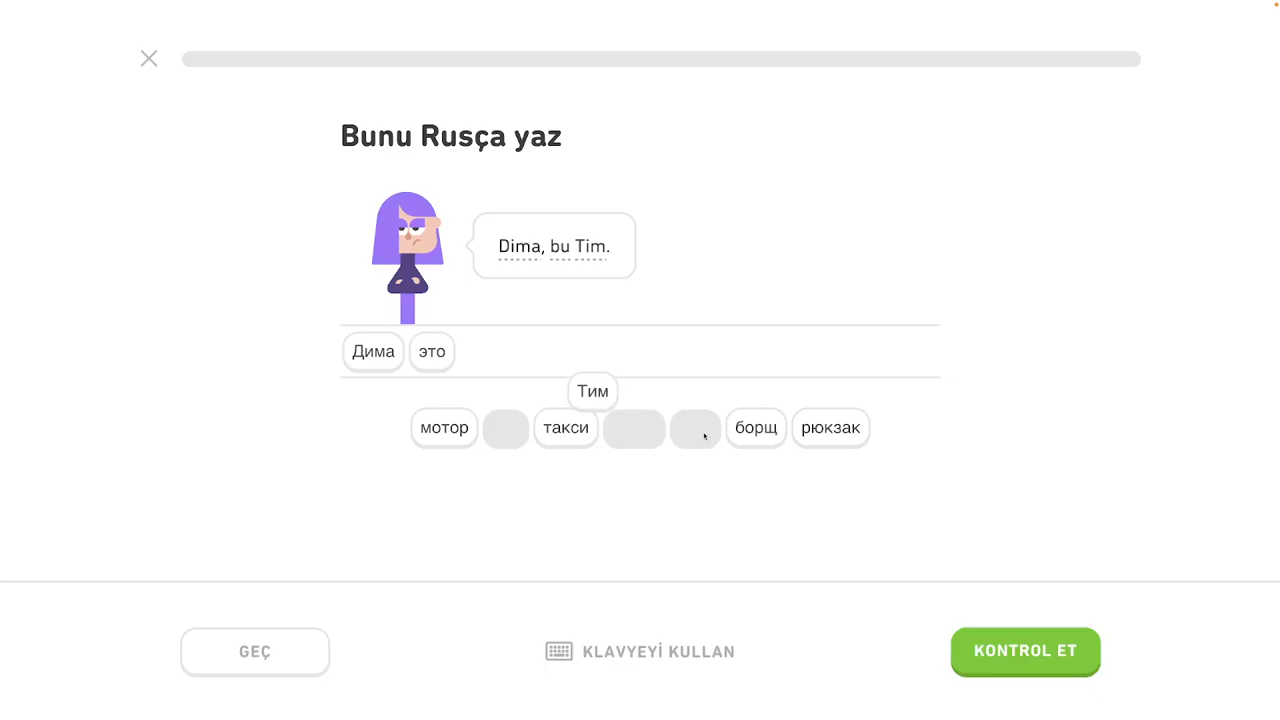 Bunu Rusça yaz
Dima, bu Tim.
Дима это
Тим
мотор такси борщ рюкзак
GEÇ KLAVYEYİ KULLAN KONTROL ET